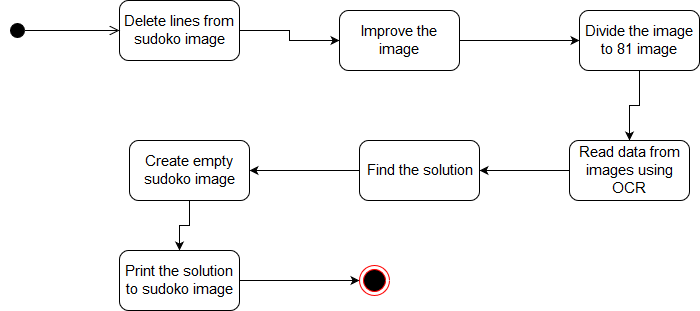 Delete lines from
sudoko image
Improve the
image
Divide the image
to 81 image
Read data from
images using
OCR
Find the solution
Create empty
sudoko image
Print the solution
to sudoko image